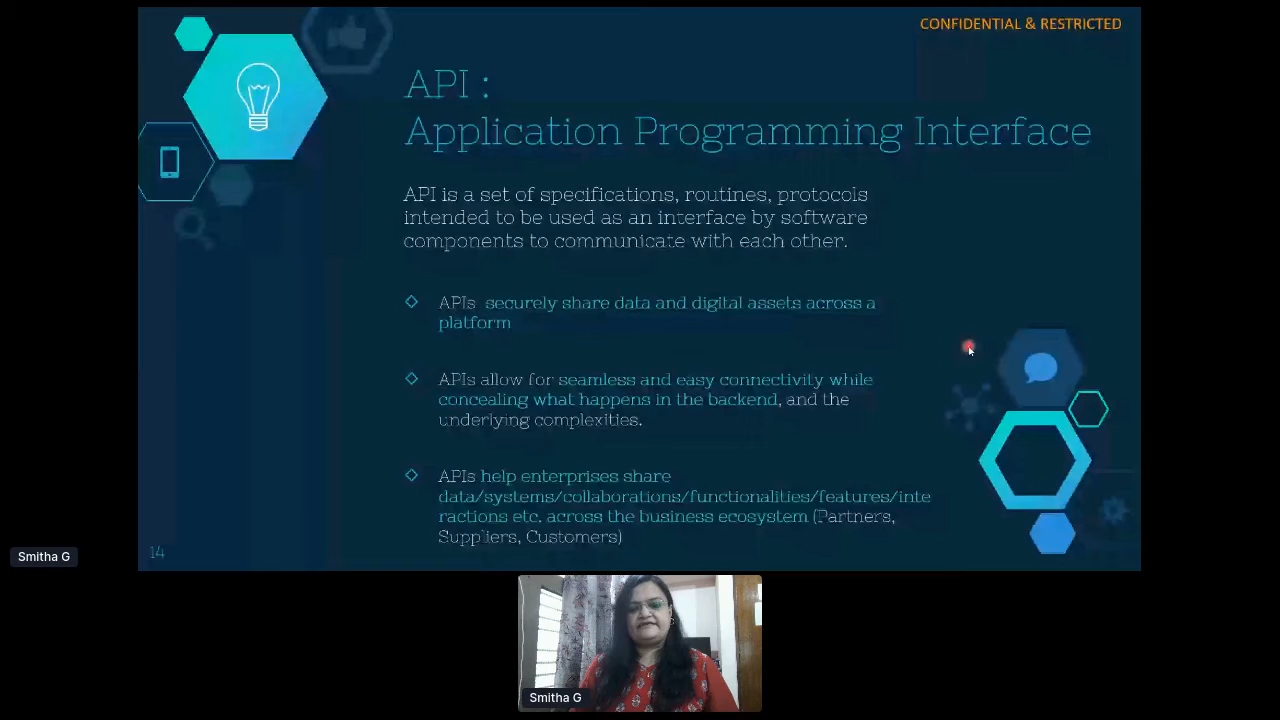 CONFIDENTIAL & RESTRICTED
API :
Application Programming Interface
API is a set of specifications, routines, protocols
intended to be used as an interface by software
components to communicate with each other.
APIs  securely share data and digital assets across a
platform
APIs allow for seamless and easy connectivity while
concealing what happens in the backend, and the
underlying complexities.
APIs help enterprises share
data/systems/collaborations/functionalities/features/inte
ractions etc. across the business ecosystem (Partners,
Suppliers, Customers)
14
Smitha G
Smitha G